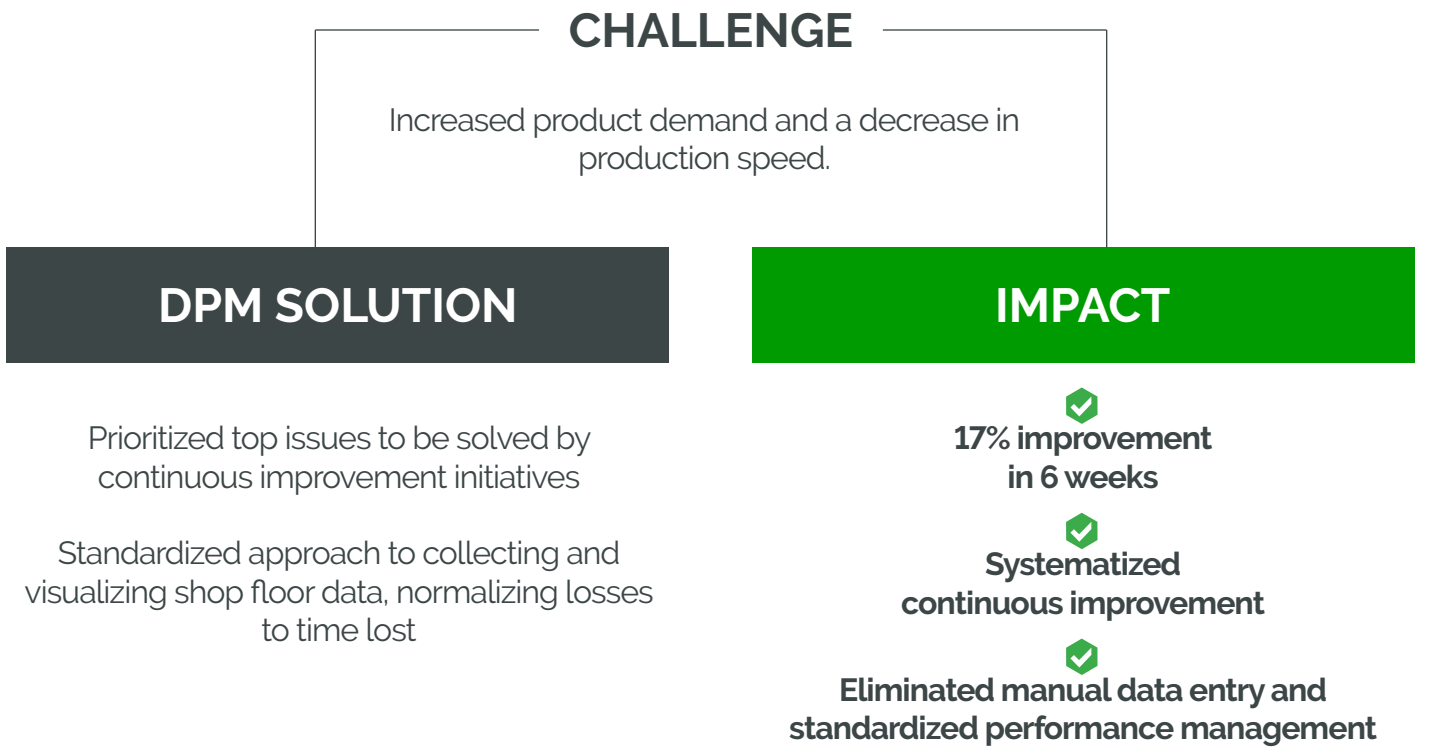 CHALLENGE
Increased product demand and a decrease in
production speed.
DPM SOLUTION
Prioritized top issues to be solved by
continuous improvement initiatives
Standardized approach to collecting and
visualizing shop floor data, normalizing losses
to time lost
IMPACT
17% improvement
in 6 weeks
Systematized
continuous improvement
Eliminated manual data entry and
standardized performance management